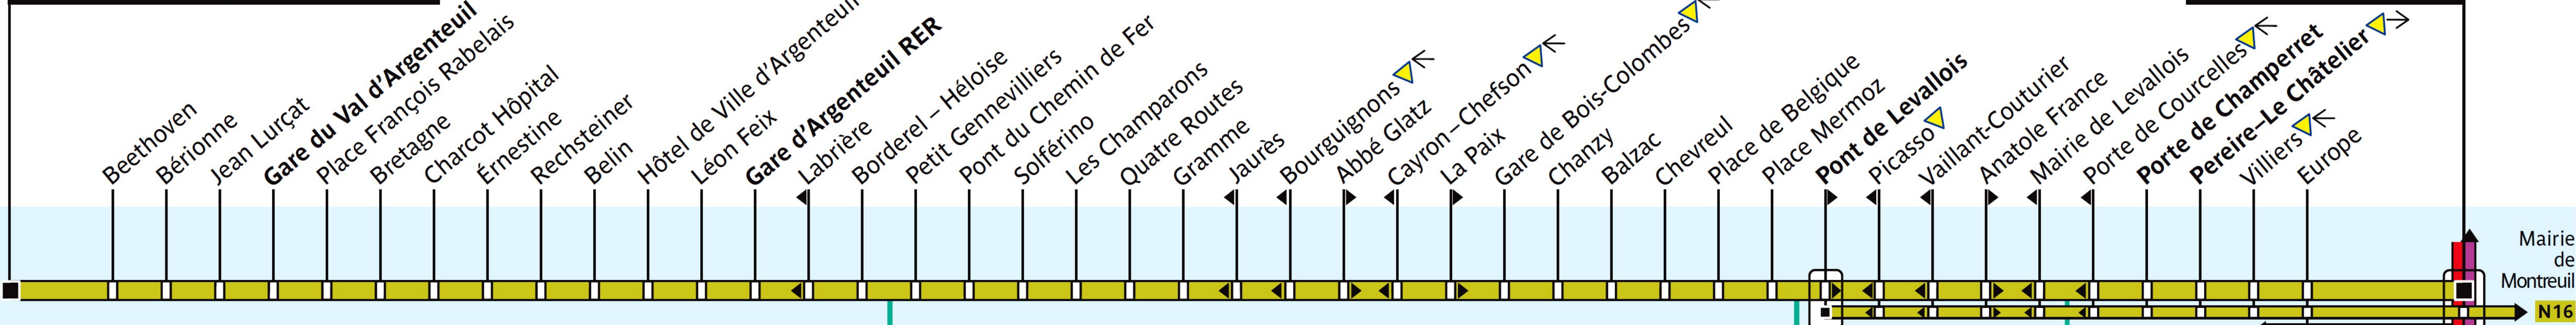 Beethoven
Bérionne
Jean Lurçat
Gare du Val d'Argenteuil
Place François Rabelais
Bretagne
Charcot Hôpital
Érnestine
Rechsteiner
Belin
Hôtel de Ville d'Argenteuil
Léon Feix
Gare d'Argenteuil RER
Labrière
Borderel – Héloise
Petit Gennevilliers
Pont du Chemin de Fer
Solférino
Les Champarons
Quatre Routes
Gramme
Jaurès
Bourguignons
Abbé Glatz
Cayron – Chefson
La Paix
Gare de Bois-Colombes
Chanzy
Balzac
Chevreul
Place de Belgique
Place Mermoz
Pont de Levallois
Picasso
Vaillant-Couturier
Anatole France
Mairie de Levallois
Porte de Courcelles
Porte de Champerret
Pereire–Le Châtelier
Villiers
Europe
Mairie
de
Montreuil
N16